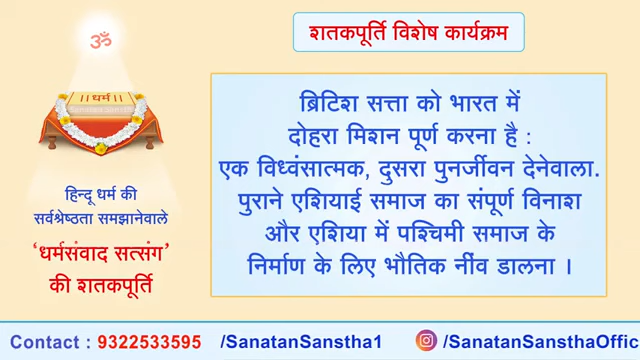 ॐ
॥धर्म॥
हिन्दू धर्म की
सर्वश्रेष्ठता समझानेवाले
‘धर्मसंवाद सत्संग’
की शतकपूर्ति
शतकपूर्ति विशेष कार्यक्रम
ब्रिटिश सत्ता को भारत में
दोहरा मिशन पूर्ण करना है :
एक विध्वंसात्मक, दुसरा पुनर्जीवन देनेवाला.
पुराने एशियाई समाज का संपूर्ण विनाश
और एशिया में पश्चिमी समाज के
निर्माण के लिए भौतिक नींव डालना ।
Contact : 9322533595 /SanatanSanstha1 /SanatanSansthaOffic